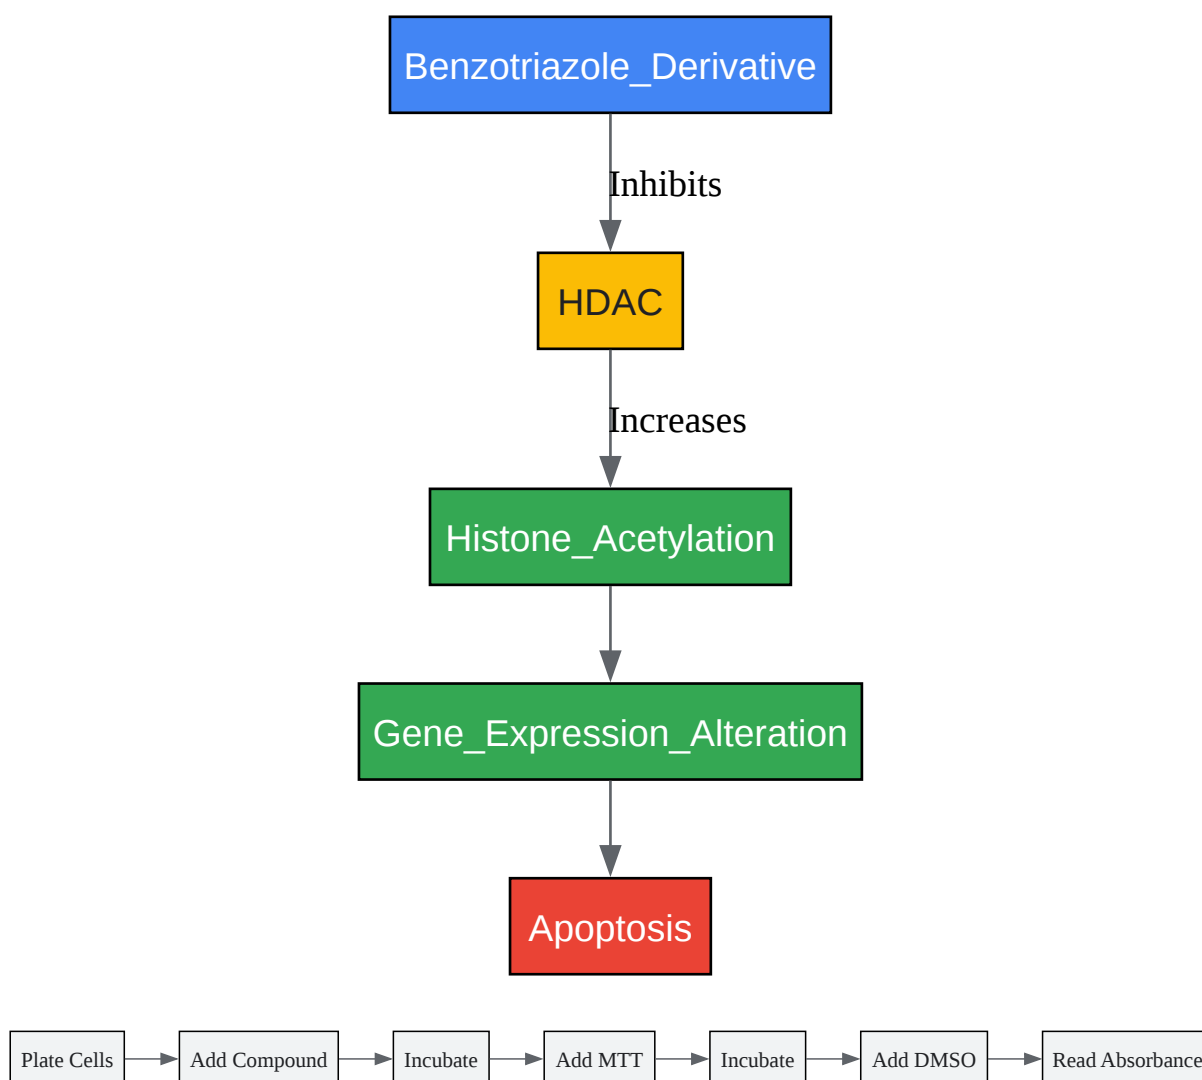 Benzotriazole_Derivative
Inhibits
HDAC
Increases
Histone_Acetylation
Gene_Expression_Alteration
Apoptosis
Plate Cells
Add Compound
Incubate
Add MTT
Incubate
Add DMSO
Read Absorbance